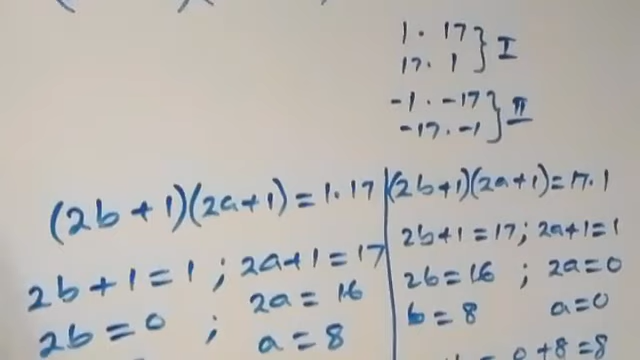 1 · 17 } I
17 · 1
-1 · -17 } II
-17 · -1
(2b+1)(2a+1)=1·17
2b+1=1 ; 2a+1=17
2b=0 ; 2a=16
a=8
(2b+1)(2a+1)=17·1
2b+1=17; 2a+1=1
2b=16 ; 2a=0
b=8 a=0
0+8=8